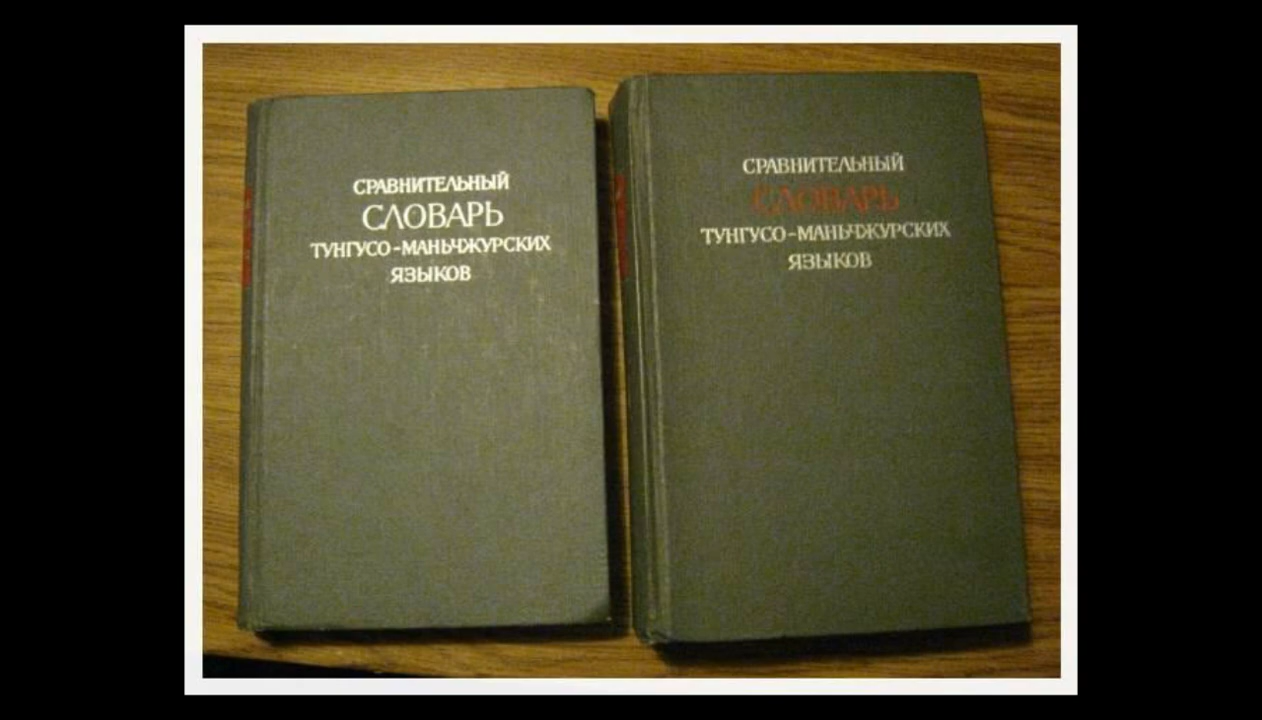 СРАВНИТЕЛЬНЫЙ
СЛОВАРЬ
ТУНГУСО-МАНЬЧЖУРСКИХ
ЯЗЫКОВ
СРАВНИТЕЛЬНЫЙ
СЛОВАРЬ
ТУНГУСО-МАНЬЧЖУРСКИХ
ЯЗЫКОВ